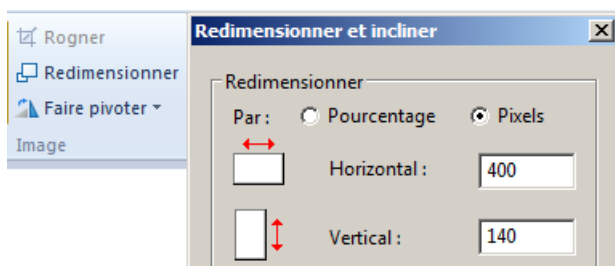 Rogner
Redimensionner
Faire pivoter
Image
Redimensionner et incliner
Redimensionner
Par : Pourcentage Pixels
Horizontal : 400
Vertical : 140